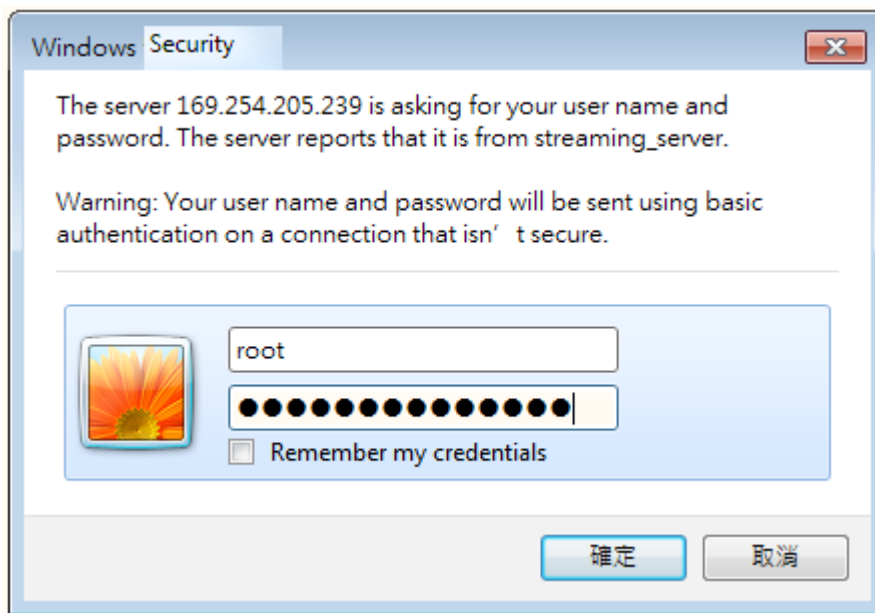 Windows Security
The server 169.254.205.239 is asking for your user name and
password. The server reports that it is from streaming_server.
Warning: Your user name and password will be sent using basic
authentication on a connection that isn’ t secure.
root
●●●●●●●●●●●●●●
Remember my credentials
確定 取消